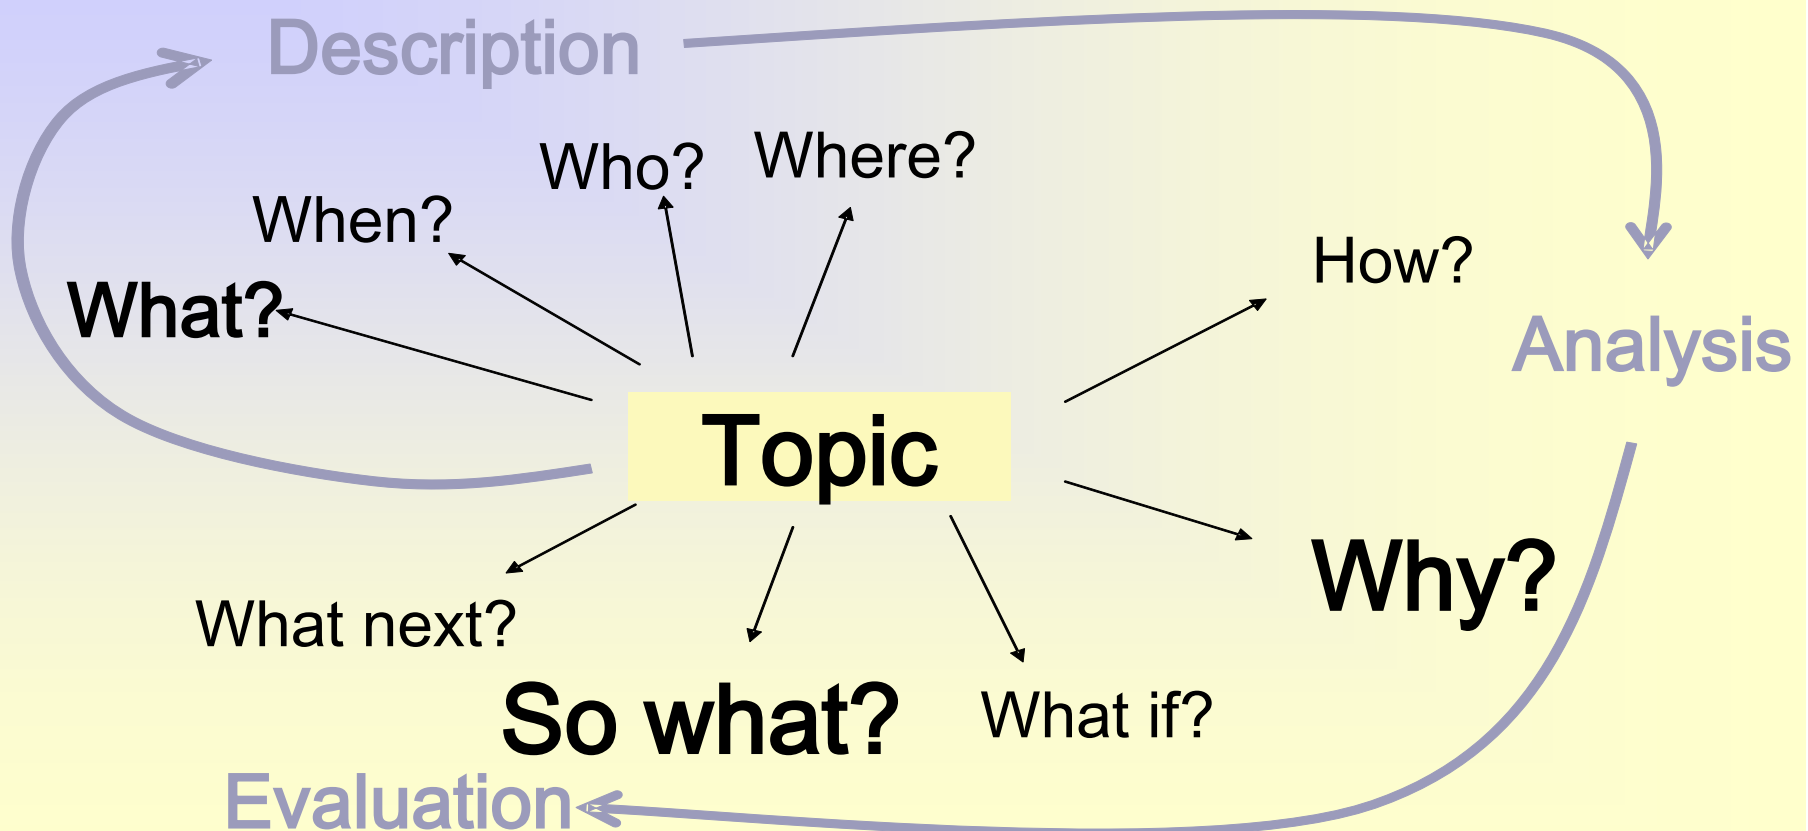 Description
Who?
Where?
When?
How?
What?
Analysis
Topic
Why?
What next?
So what?
What if?
Evaluation